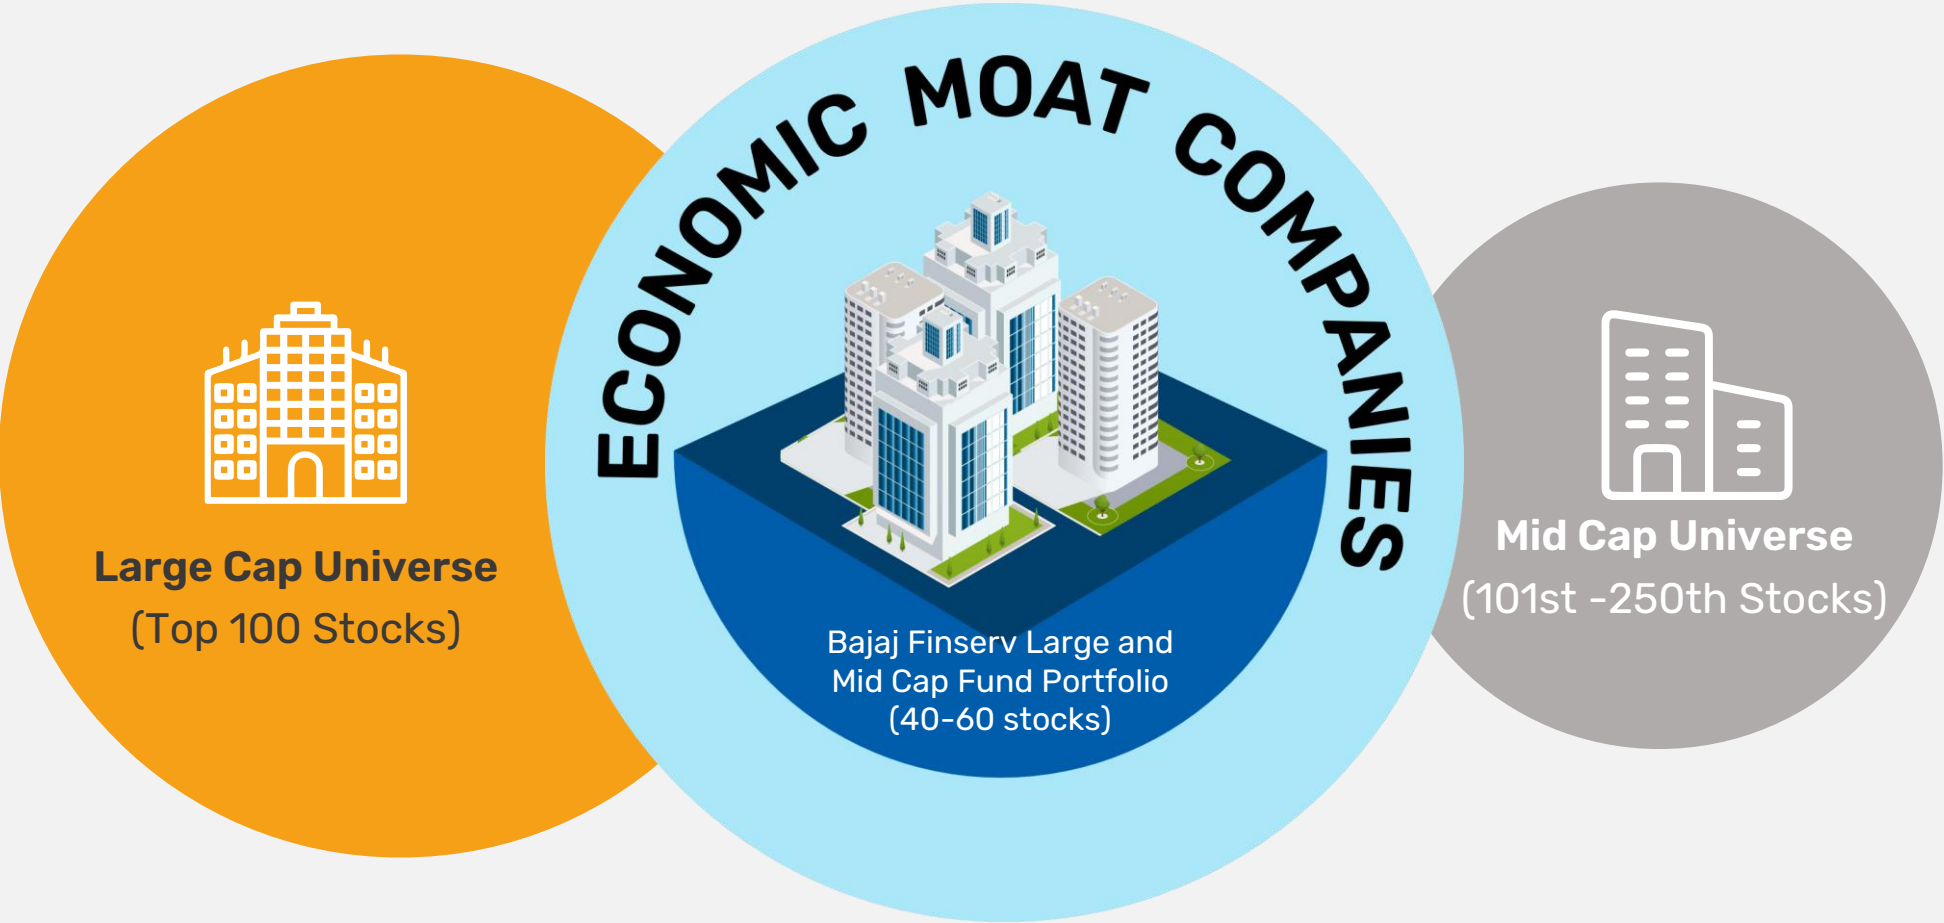 ECONOMIC MOAT COMPANIES
Large Cap Universe
(Top 100 Stocks)
Bajaj Finserv Large and
Mid Cap Fund Portfolio
(40-60 stocks)
Mid Cap Universe
(101st -250th Stocks)